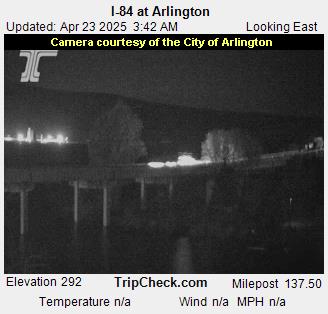 I-84 at Arlington
Updated: Apr 23 2025 3:42 AM Looking East
Camera courtesy of the City of Arlington
Elevation 292 TripCheck.com Milepost 137.50
Temperature n/a Wind n/a MPH n/a